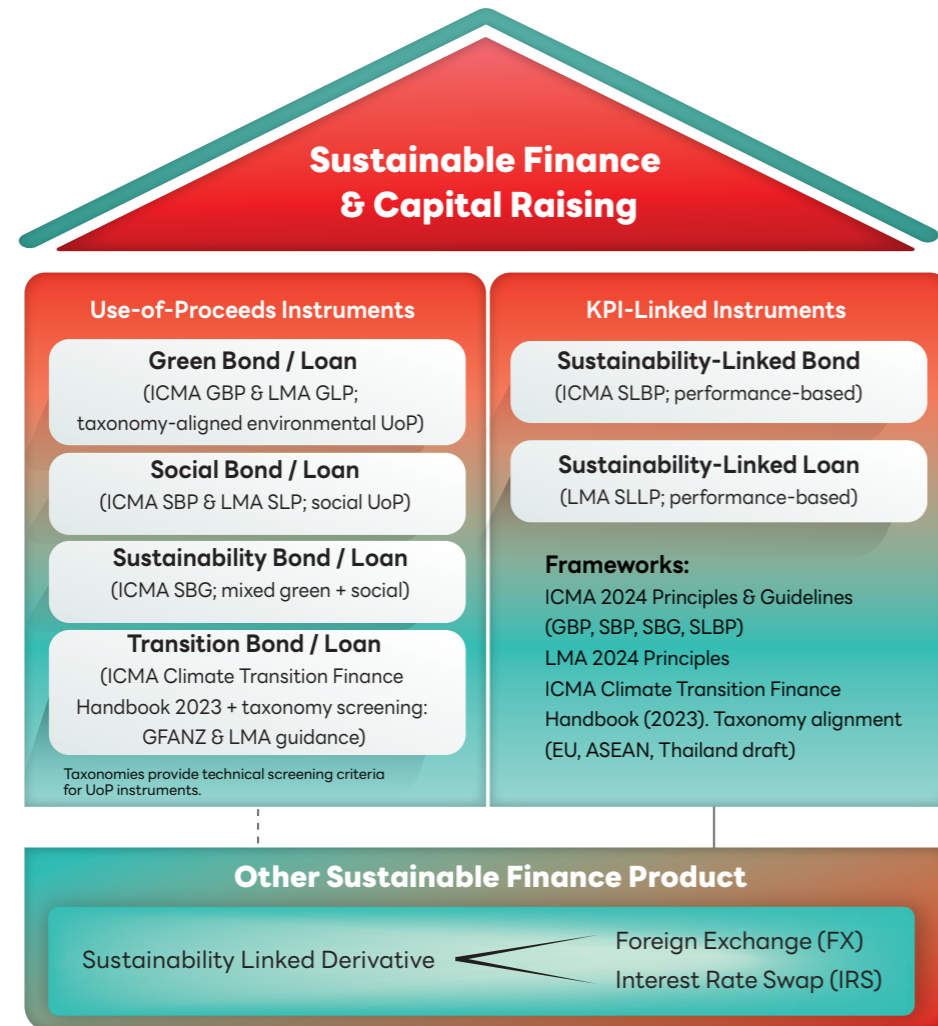 Sustainable Finance
& Capital Raising
Use-of-Proceeds Instruments
Green Bond / Loan
(ICMA GBP & LMA GLP;
taxonomy-aligned environmental UoP)
Social Bond / Loan
(ICMA SBP & LMA SLP; social UoP)
Sustainability Bond / Loan
(ICMA SBG; mixed green + social)
Transition Bond / Loan
(ICMA Climate Transition Finance
Handbook 2023 + taxonomy screening:
GFANZ & LMA guidance)
Taxonomies provide technical screening criteria
for UoP instruments.
KPI-Linked Instruments
Sustainability-Linked Bond
(ICMA SLBP; performance-based)
Sustainability-Linked Loan
(LMA SLLP; performance-based)
Frameworks:
ICMA 2024 Principles & Guidelines
(GBP, SBP, SBG, SLBP)
LMA 2024 Principles
ICMA Climate Transition Finance
Handbook (2023). Taxonomy alignment
(EU, ASEAN, Thailand draft)
Other Sustainable Finance Product
Sustainability Linked Derivative
Foreign Exchange (FX)
Interest Rate Swap (IRS)